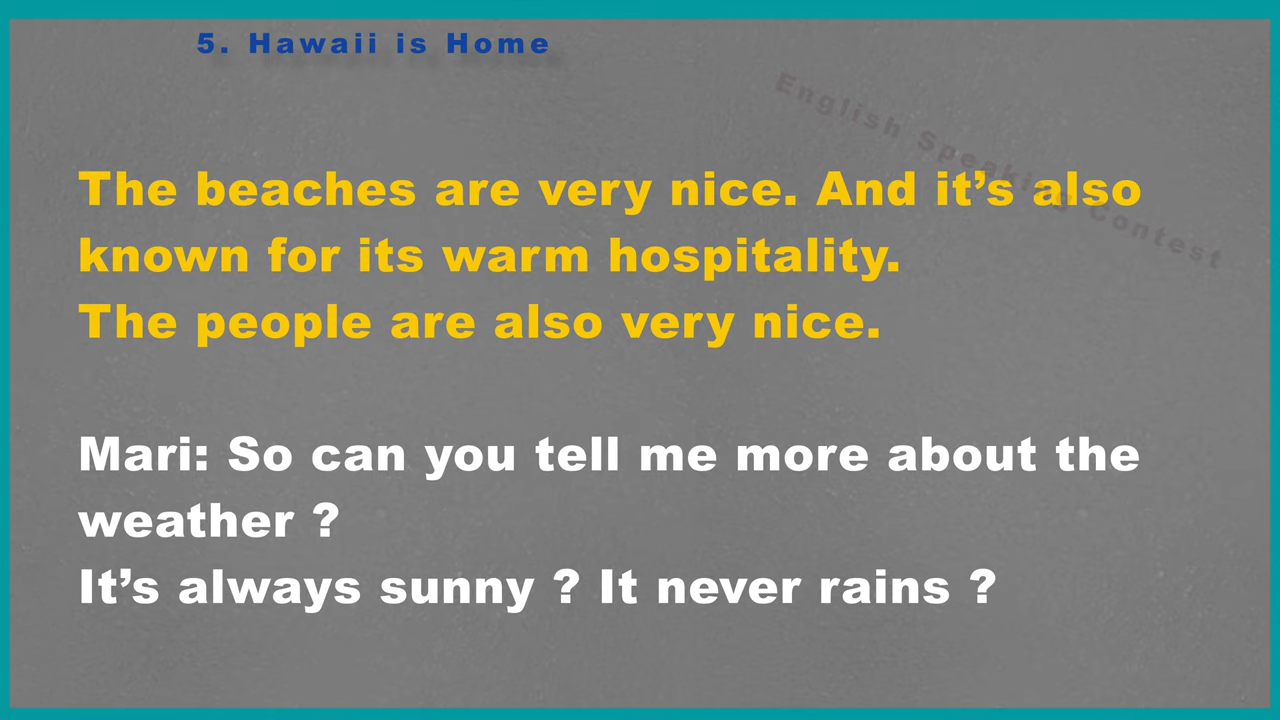 5. Hawaii is Home
English Speaking Contest
The beaches are very nice. And it’s also
known for its warm hospitality.
The people are also very nice.
Mari: So can you tell me more about the
weather ?
It’s always sunny ? It never rains ?